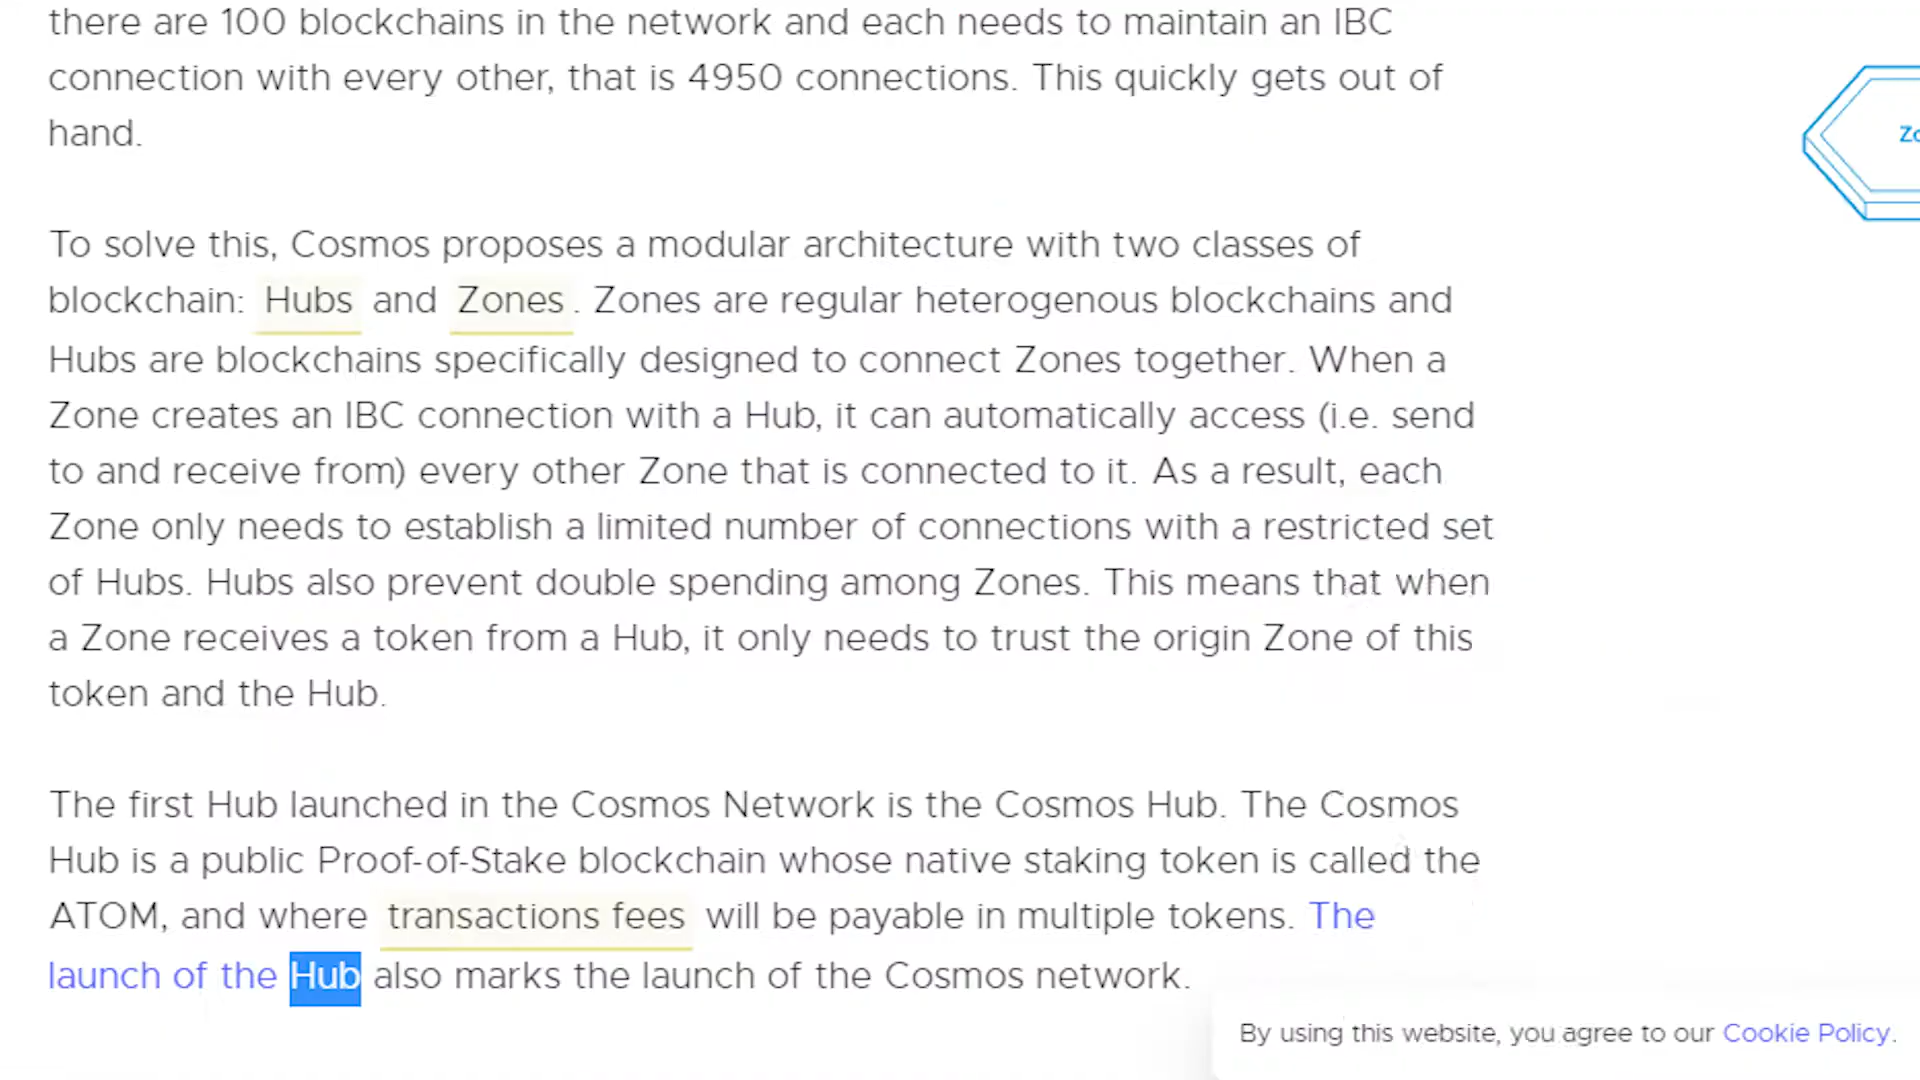 there are 100 blockchains in the network and each needs to maintain an IBC
connection with every other, that is 4950 connections. This quickly gets out of
hand.
To solve this, Cosmos proposes a modular architecture with two classes of
blockchain: Hubs and Zones. Zones are regular heterogenous blockchains and
Hubs are blockchains specifically designed to connect Zones together. When a
Zone creates an IBC connection with a Hub, it can automatically access (i.e. send
to and receive from) every other Zone that is connected to it. As a result, each
Zone only needs to establish a limited number of connections with a restricted set
of Hubs. Hubs also prevent double spending among Zones. This means that when
a Zone receives a token from a Hub, it only needs to trust the origin Zone of this
token and the Hub.
The first Hub launched in the Cosmos Network is the Cosmos Hub. The Cosmos
Hub is a public Proof-of-Stake blockchain whose native staking token is called the
ATOM, and where transactions fees will be payable in multiple tokens. The
launch of the Hub also marks the launch of the Cosmos network.
By using this website, you agree to our Cookie Policy.